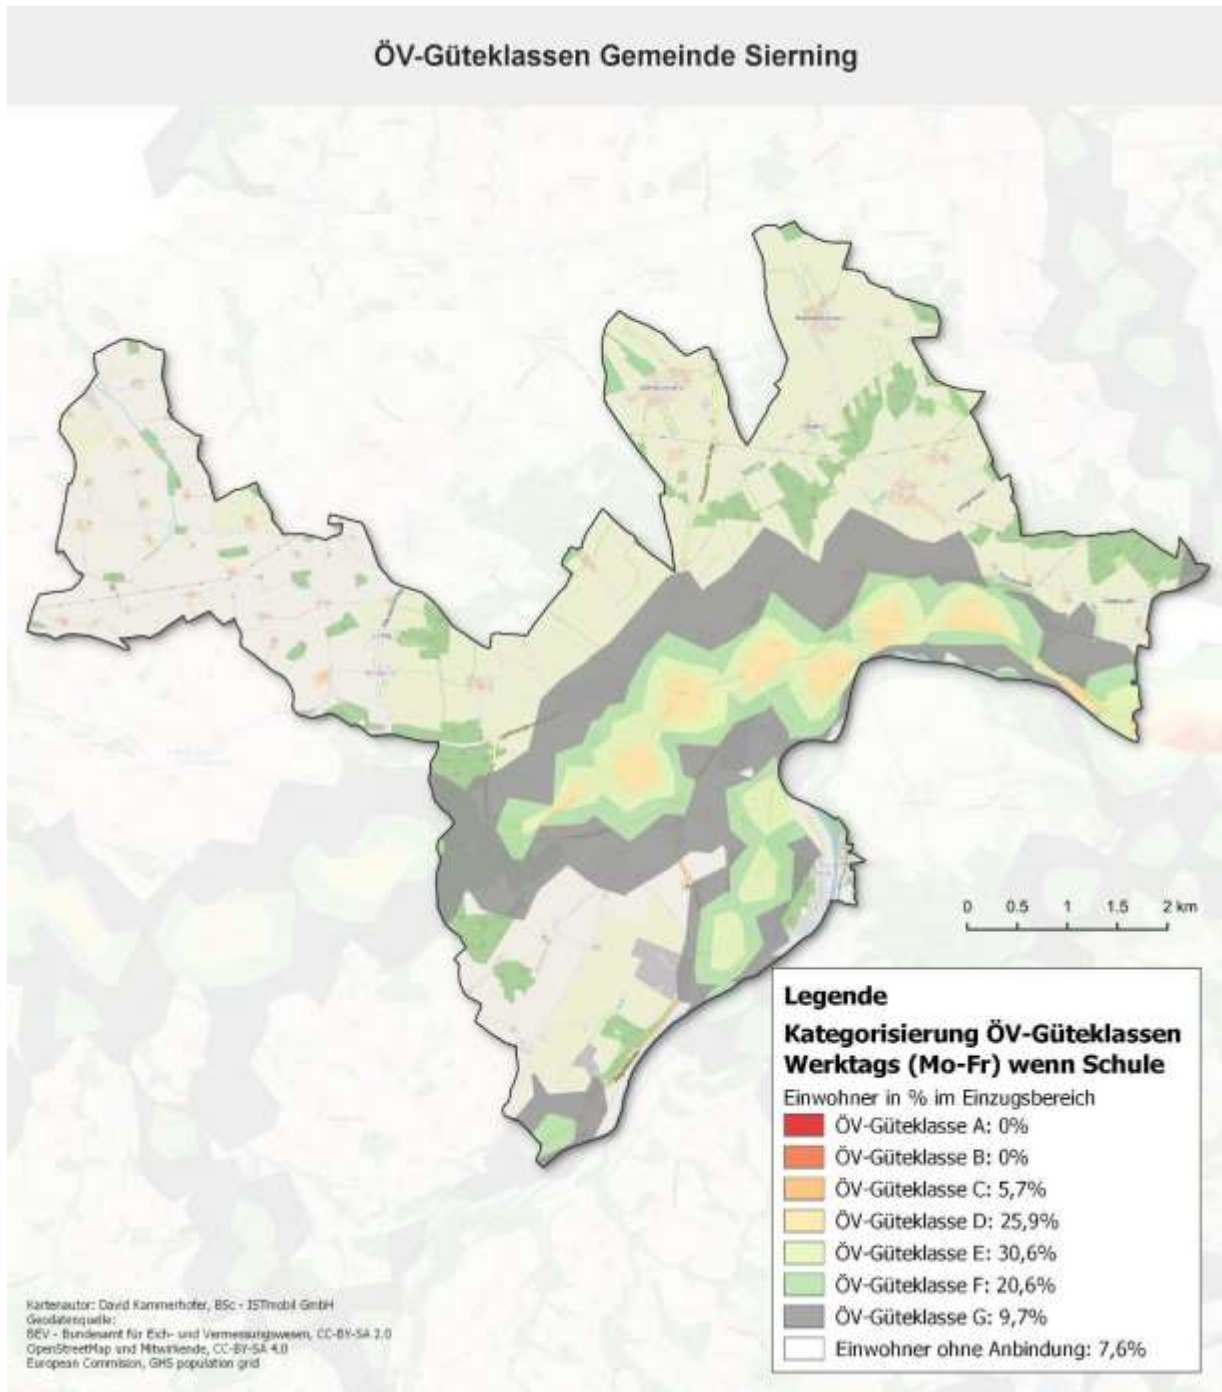 ÖV-Güteklassen Gemeinde Sierning
0 0.5 1 1.5 2 km
Legende
Kategorisierung ÖV-Güteklassen
Werktags (Mo-Fr) wenn Schule
Einwohner in % im Einzugsbereich
ÖV-Güteklasse A: 0%
ÖV-Güteklasse B: 0%
ÖV-Güteklasse C: 5,7%
ÖV-Güteklasse D: 25,9%
ÖV-Güteklasse E: 30,6%
ÖV-Güteklasse F: 20,6%
ÖV-Güteklasse G: 9,7%
Einwohner ohne Anbindung: 7,6%
Kartenautor: David Kammerhofer, BSc - ISTmobil GmbH
Geodatenquelle:
BEV - Bundesamt für Eich- und Vermessungswesen, CC-BY-SA 2.0
OpenStreetMap und Mitwirkende, CC-BY-SA 4.0
European Commision, GHS population grid